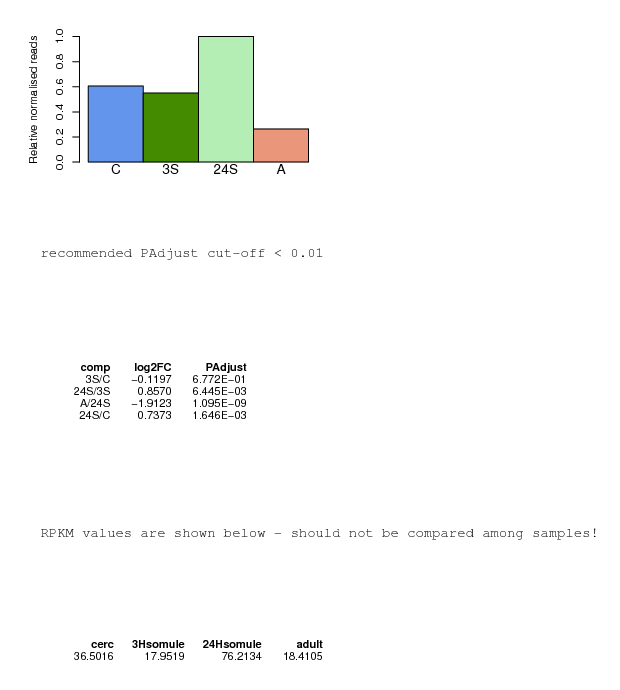 Relative normalised reads
1.0
0.8
0.6
0.4
0.2
0.0
C 3S 24S A
recommended PAdjust cut-off < 0.01
comp log2FC PAdjust
3S/C −0.1197 6.772E−01
24S/3S 0.8570 6.445E−03
A/24S −1.9123 1.095E−09
24S/C 0.7373 1.646E−03
RPKM values are shown below - should not be compared among samples!
cerc 3Hsomule 24Hsomule adult
36.5016 17.9519 76.2134 18.4105